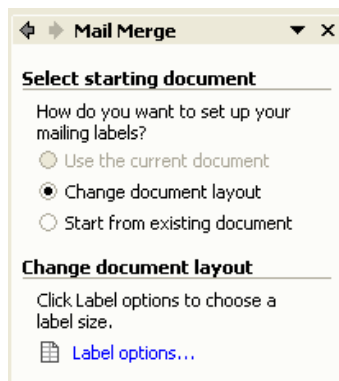 Mail Merge
Select starting document
How do you want to set up your
mailing labels?
Use the current document
Change document layout
Start from existing document
Change document layout
Click Label options to choose a
label size.
Label options...